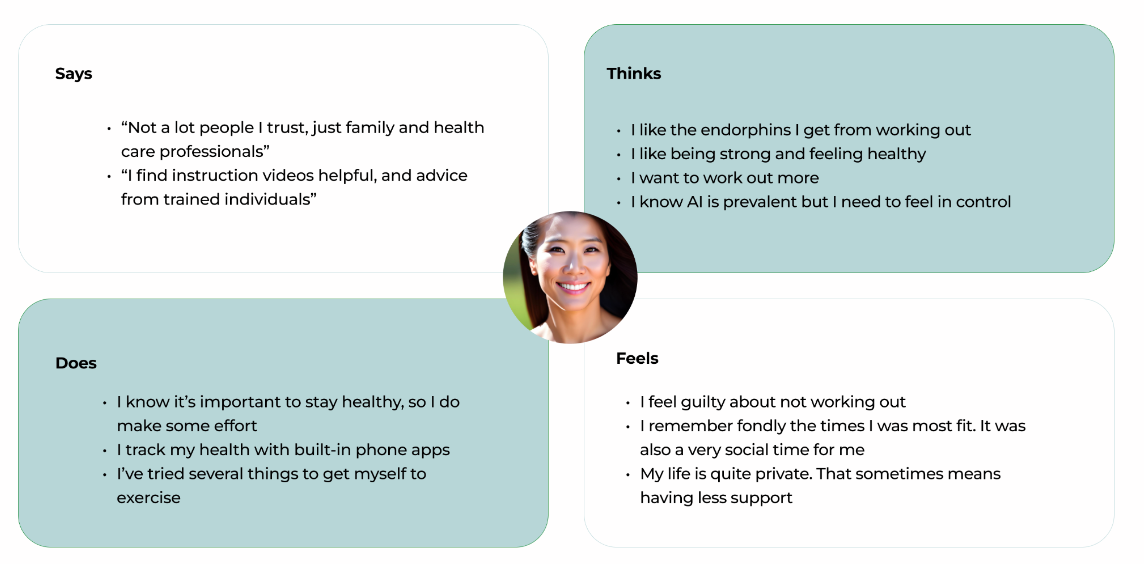 Says
• “Not a lot people I trust, just family and health
care professionals”
• “I find instruction videos helpful, and advice
from trained individuals”
Thinks
• I like the endorphins I get from working out
• I like being strong and feeling healthy
• I want to work out more
• I know AI is prevalent but I need to feel in control
Does
• I know it’s important to stay healthy, so I do
make some effort
• I track my health with built-in phone apps
• I’ve tried several things to get myself to
exercise
Feels
• I feel guilty about not working out
• I remember fondly the times I was most fit. It was
also a very social time for me
• My life is quite private. That sometimes means
having less support